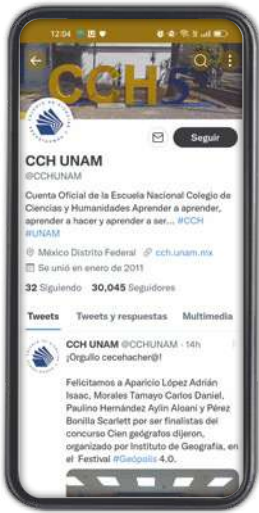 12:04
CCH
Seguir
CCH UNAM
@CCHUNAM
Cuenta Oficial de la Escuela Nacional Colegio de
Ciencias y Humanidades Aprender a aprender,
aprender a hacer y aprender a ser... #CCH
#UNAM
México Distrito Federal cch.unam.mx
Se unió en enero de 2011
32 Siguiendo 30,045 Seguidores
Tweets Tweets y respuestas Multimedia
CCH UNAM @CCHUNAM · 14h
¡Orgullo cecehacher@!
Felicitamos a Aparicio López Adrián
Isaac, Morales Tamayo Carlos Daniel,
Paulino Hernández Aylin Aloani y Pérez
Bonilla Scarlett por ser finalistas del
concurso Cien geógrafos dijeron,
organizado por Instituto de Geografía, en
el Festival #Geópolis 4.0.